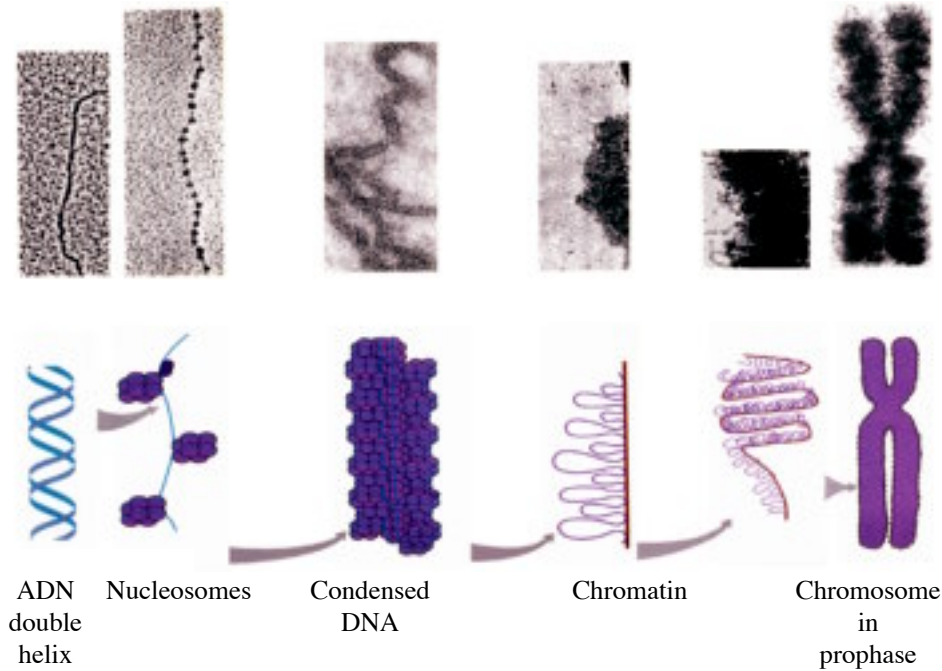 ADN
double
helix
Nucleosomes
Condensed
DNA
Chromatin
Chromosome
in
prophase